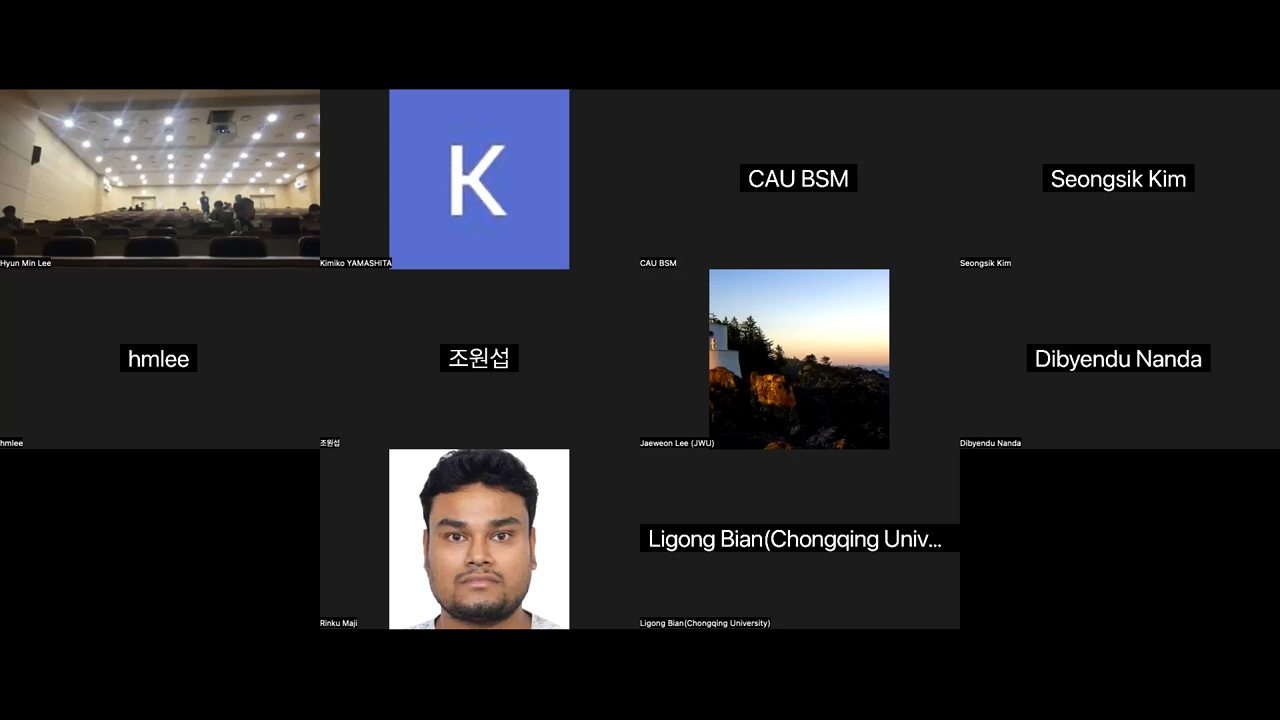 Hyun Min Lee
K
Kimiko YAMASHITA
CAU BSM
CAU BSM
Seongsik Kim
Seongsik Kim
hmlee
hmlee
조원섭
조원섭
Jaeweon Lee (JWU)
Dibyendu Nanda
Dibyendu Nanda
Rinku Maji
Ligong Bian(Chongqing Univ...
Ligong Bian(Chongqing University)